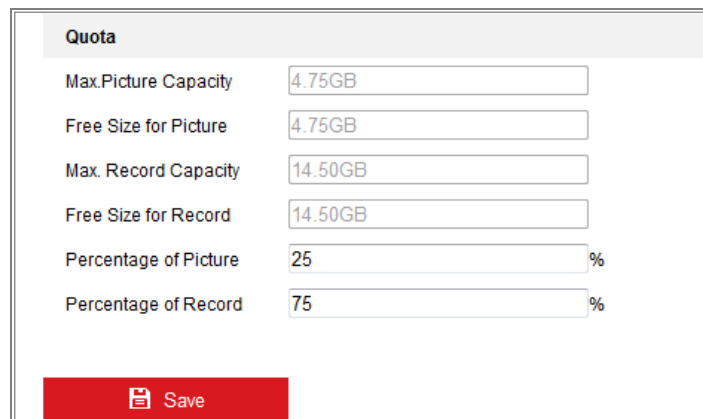 Quota
Max.Picture Capacity 4.75GB
Free Size for Picture 4.75GB
Max. Record Capacity 14.50GB
Free Size for Record 14.50GB
Percentage of Picture 25 %
Percentage of Record 75 %
Save